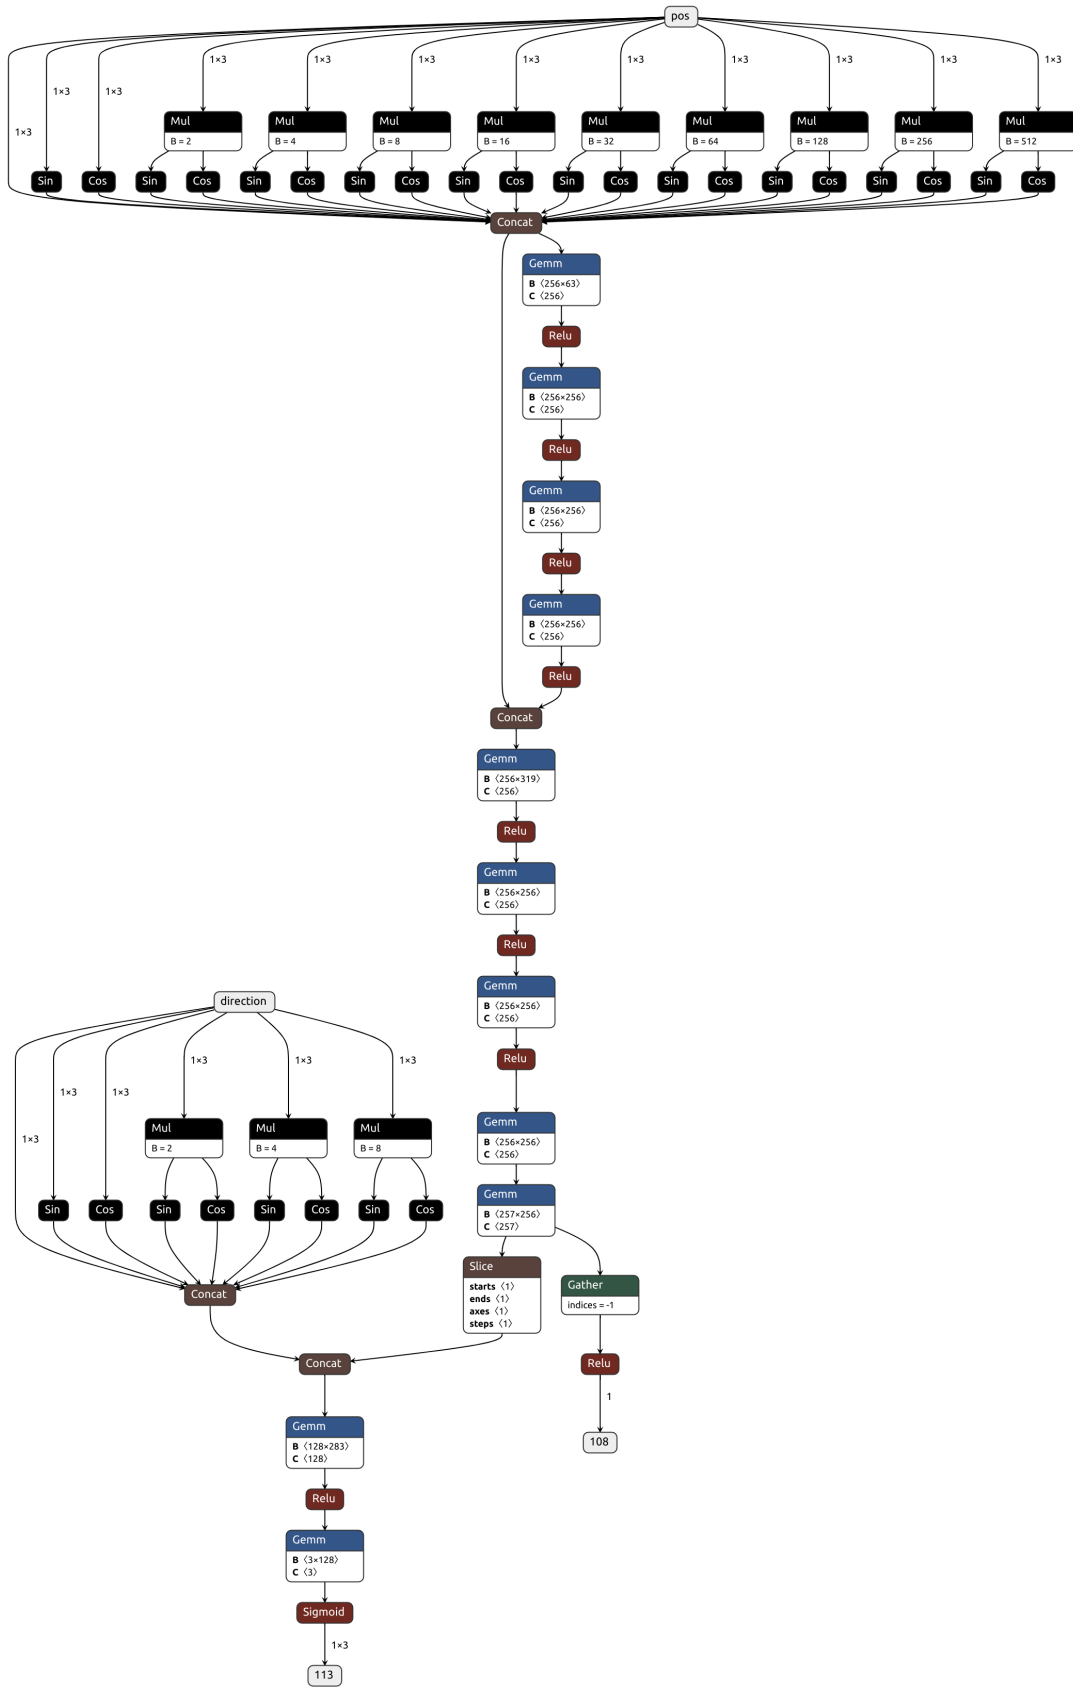 pos
1×3
1×3
1×3
1×3
1×3
1×3
1×3
1×3
1×3
1×3
1×3
1×3
Mul
B = 2
Mul
B = 4
Mul
B = 8
Mul
B = 16
Mul
B = 32
Mul
B = 64
Mul
B = 128
Mul
B = 256
Mul
B = 512
Sin
Cos
Sin
Cos
Sin
Cos
Sin
Cos
Sin
Cos
Sin
Cos
Sin
Cos
Sin
Cos
Sin
Cos
Sin
Cos
Concat
Gemm
B 〈256×63〉
C 〈256〉
Relu
Gemm
B 〈256×256〉
C 〈256〉
Relu
Gemm
B 〈256×256〉
C 〈256〉
Relu
Gemm
B 〈256×256〉
C 〈256〉
Relu
Concat
Gemm
B 〈256×319〉
C 〈256〉
Relu
Gemm
B 〈256×256〉
C 〈256〉
Relu
Gemm
B 〈256×256〉
C 〈256〉
Relu
Gemm
B 〈256×256〉
C 〈256〉
Gemm
B 〈257×256〉
C 〈257〉
direction
1×3
1×3
1×3
1×3
1×3
1×3
Mul
B = 2
Mul
B = 4
Mul
B = 8
Sin
Cos
Sin
Cos
Sin
Cos
Sin
Cos
Concat
Slice
starts 〈1〉
ends 〈1〉
axes 〈1〉
steps 〈1〉
Gather
indices = -1
Relu
1
108
Concat
Gemm
B 〈128×283〉
C 〈128〉
Relu
Gemm
B 〈3×128〉
C 〈3〉
Sigmoid
1×3
113